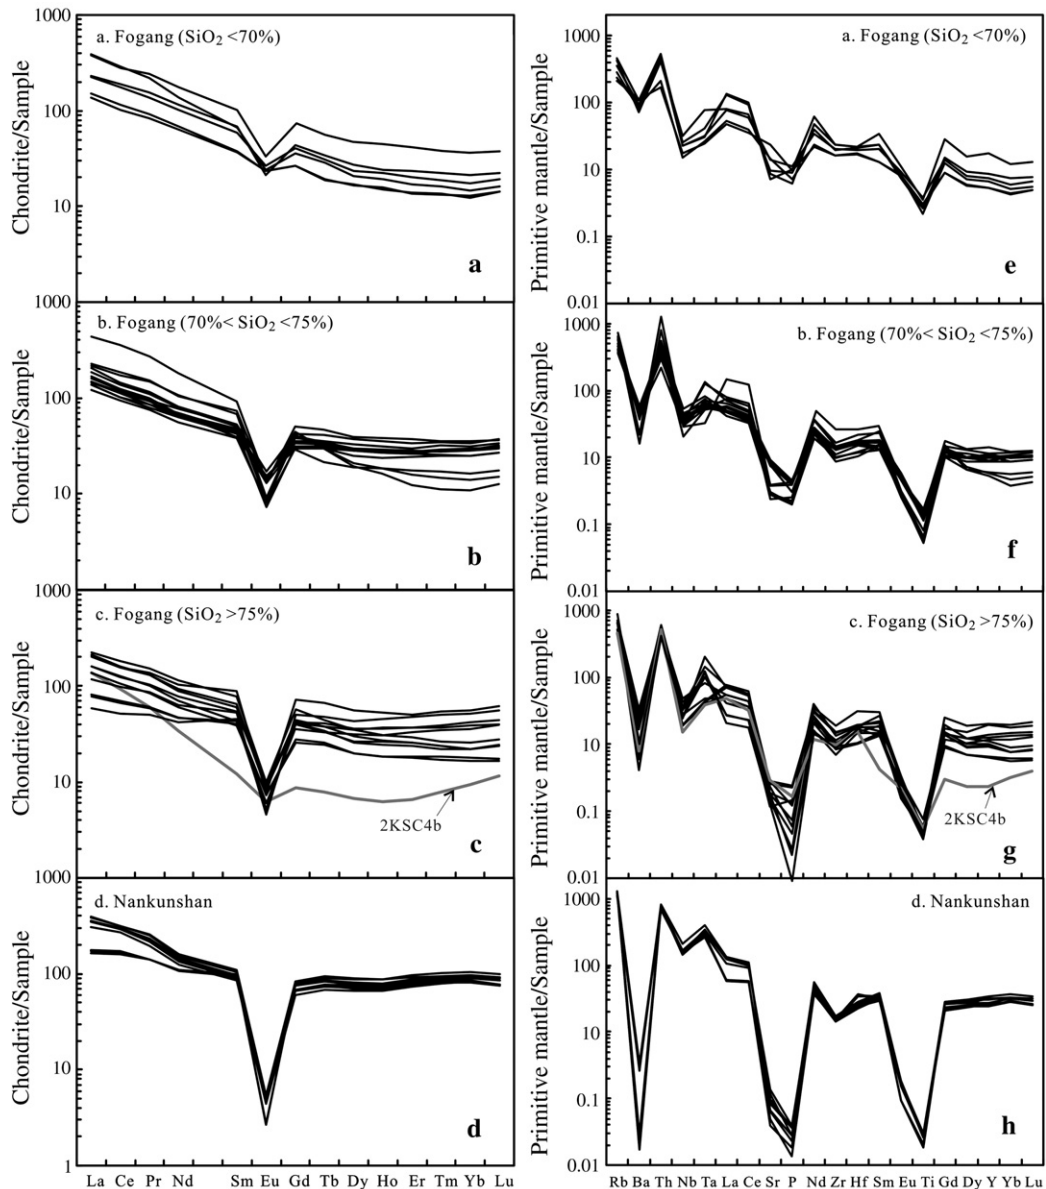 1000
a. Fogang (SiO₂ <70%)
100
10
Chondrite/Sample
a
1000
b. Fogang (70%< SiO₂ <75%)
100
10
Chondrite/Sample
b
1000
c. Fogang (SiO₂ >75%)
100
10
Chondrite/Sample
2KSC4b
c
1000
d. Nankunshan
100
10
1
Chondrite/Sample
d
La Ce Pr Nd Sm Eu Gd Tb Dy Ho Er Tm Yb Lu
1000
a. Fogang (SiO₂ <70%)
100
10
0.1
0.01
Primitive mantle/Sample
e
1000
b. Fogang (70%< SiO₂ <75%)
100
10
0.1
0.01
Primitive mantle/Sample
f
1000
c. Fogang (SiO₂ >75%)
100
10
0.1
0.01
Primitive mantle/Sample
2KSC4b
g
1000
d. Nankunshan
100
10
0.1
0.01
Primitive mantle/Sample
h
Rb Ba Th Nb Ta La Ce Sr P Nd Zr Hf Sm Eu Ti Gd Dy Y Yb Lu